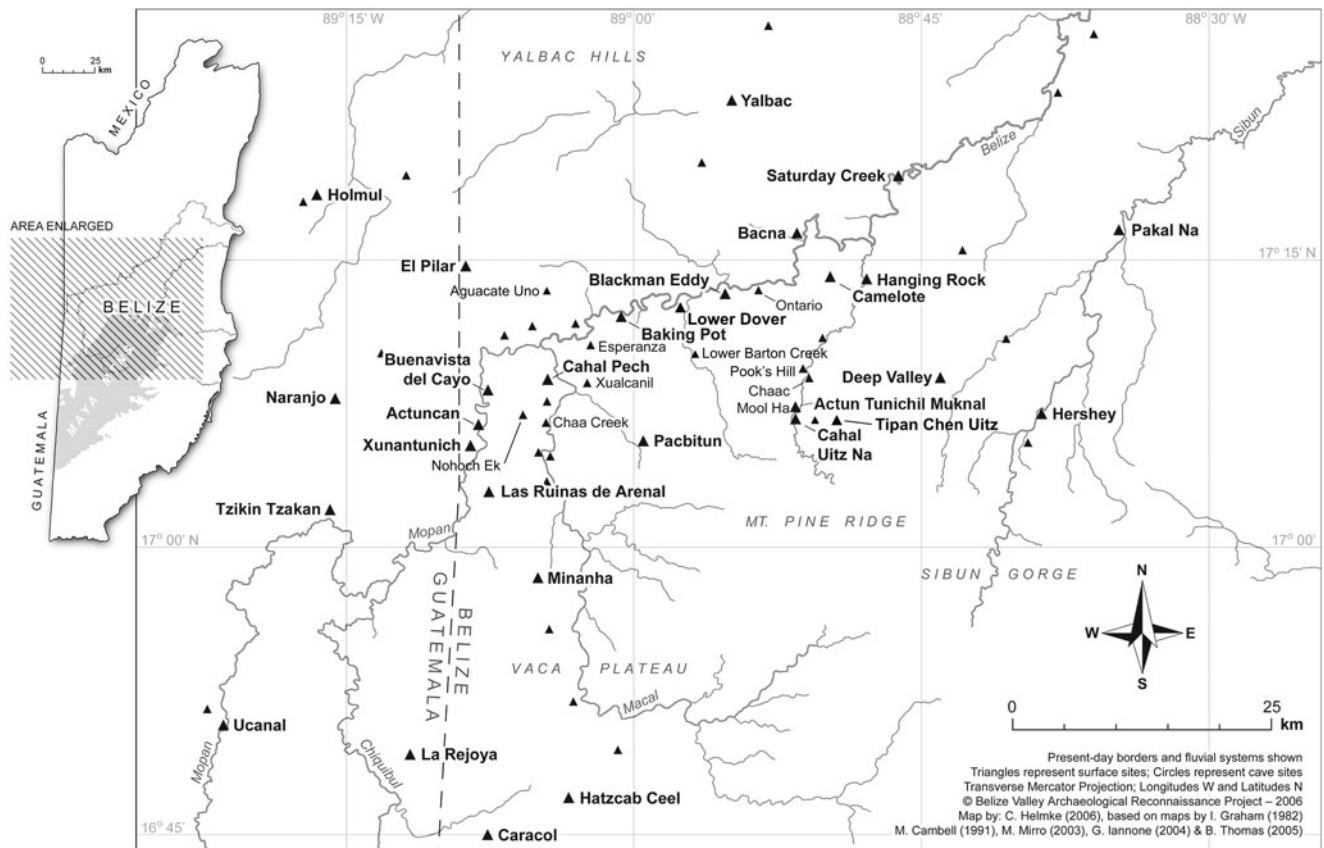 89° 15' W
89° 00'
88° 45'
88° 30' W
0
25
km
YALBAC HILLS
MEXICO
Yalbac
Sibun
Belize
Saturday Creek
Holmul
AREA ENLARGED
Bacna
Pakal Na
17° 15'
El Pilar
Blackman Eddy
Hanging Rock
Aguacate Uno
Camelote
Ontario
BELIZE
Lower Dover
Baking Pot
Esperanza
Lower Barton Creek
Buenavista
del Cayo
Cahal Pech
Pook's Hill
Xualcanil
Chaac
Deep Valley
MAYA MTNS
Naranjo
Mool Ha
Actun Tunichil Muknal
Hershey
Actuncan
Chaa Creek
Tipan Chen Uitz
Cahal
Uitz Na
Xunantunich
Pacbitun
Nohoch Ek
GUATEMALA
Las Ruinas de Arenal
Tzikin Tzakan
MT. PINE RIDGE
Mopan
17° 00' N
17° 00'
SIBUN GORGE
Minanha
N
W
E
S
BELIZE
GUATEMALA
VACA PLATEAU
Macal
Ucanal
0
25
km
Mopan
Chiquibul
La Rejoya
Hatzcab Ceel
16° 45'
Caracol
Present-day borders and fluvial systems shown
Triangles represent surface sites; Circles represent cave sites
Transverse Mercator Projection; Longitudes W and Latitudes N
© Belize Valley Archaeological Reconnaissance Project – 2006
Map by: C. Helmke (2006), based on maps by I. Graham (1982)
M. Cambell (1991), M. Mirro (2003), G. Iannone (2004) & B. Thomas (2005)